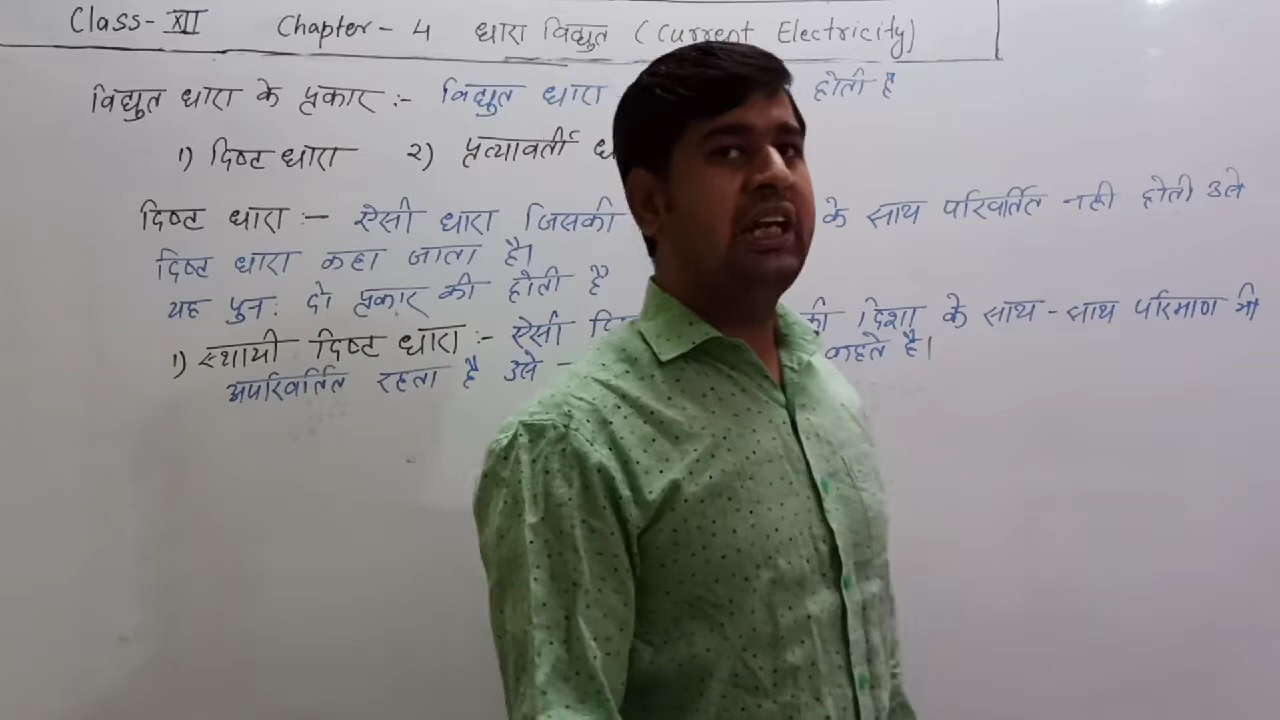 Class-XII Chapter- 4 धारा विद्युत (Current Electricity)
विद्युत धारा के प्रकार :- विद्युत धारा होती है
1) दिष्ट धारा 2) प्रत्यावर्ती
दिष्ट धारा :- ऐसी धारा जिसकी के साथ परिवर्तित नही होती उसे
दिष्ट धारा कहा जाता है।
यह पुन: दो प्रकार की होती है
1) स्थायी दिष्ट धारा :- ऐसी की दिशा के साथ - साथ परिमाण भी
अपरिवर्तित रहता है उसे - कहते है।